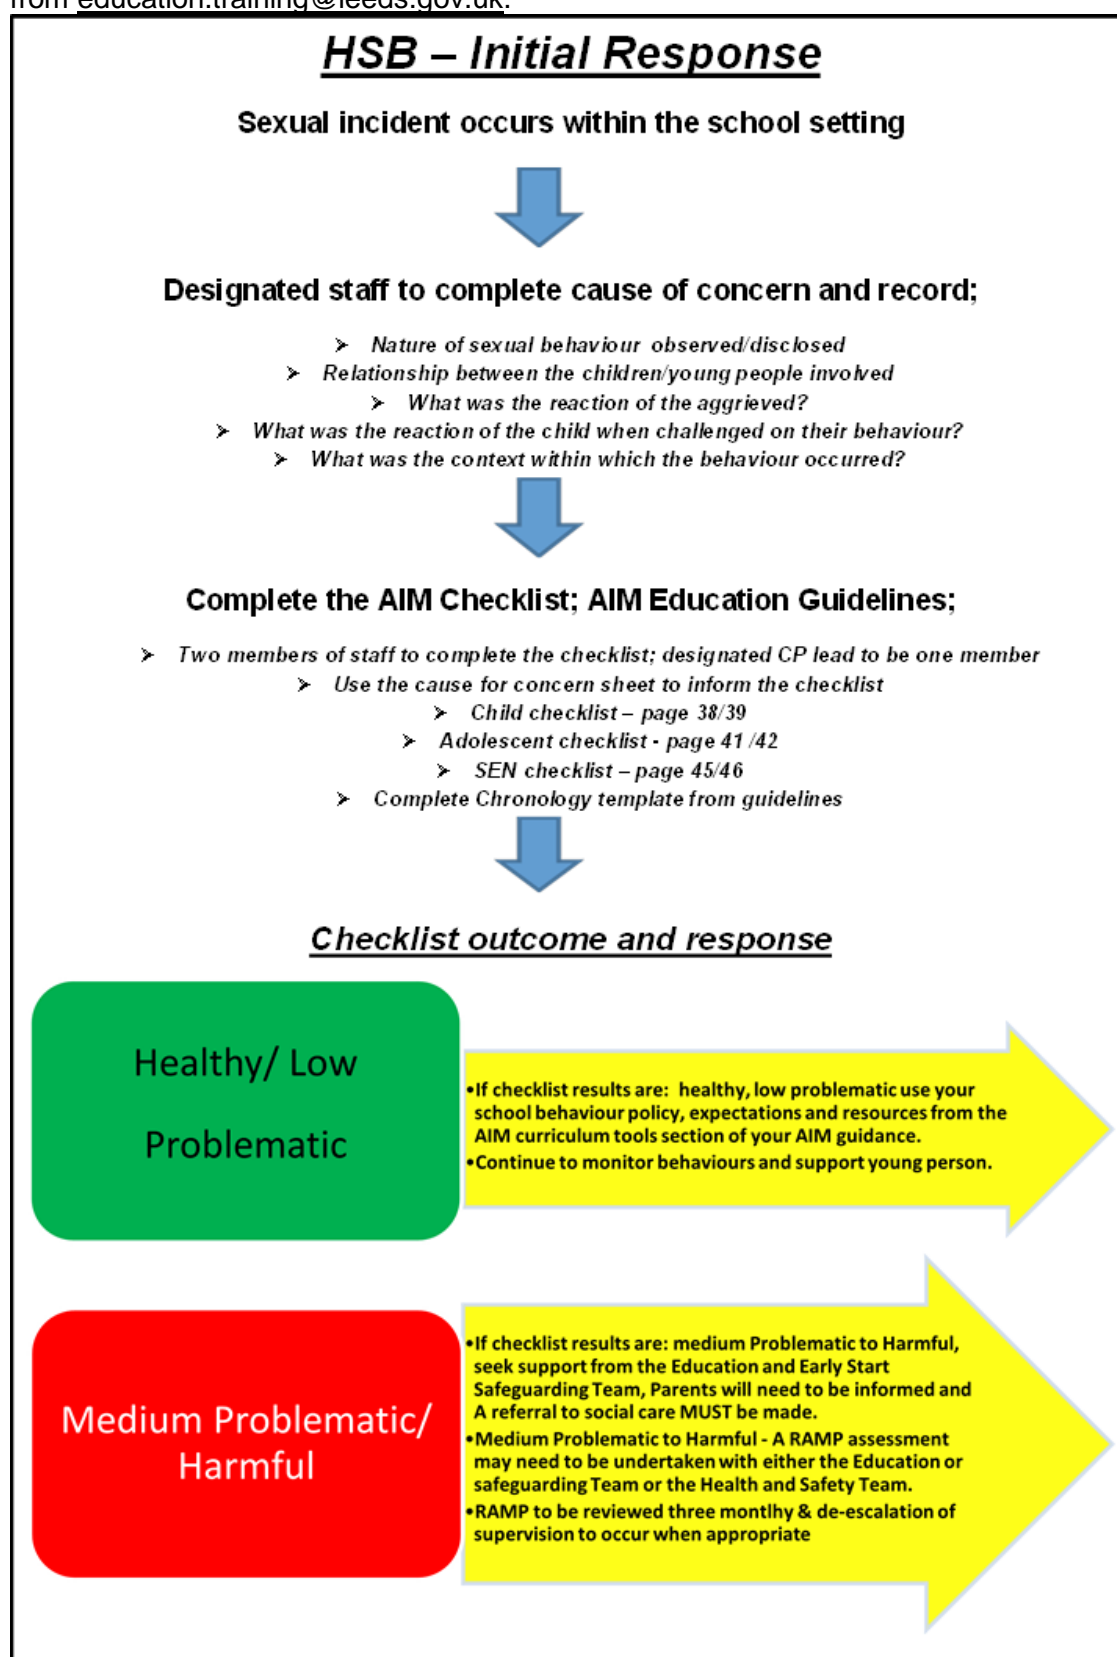 from education.training@leeds.gov.uk.
HSB – Initial Response
Sexual incident occurs within the school setting
Designated staff to complete cause of concern and record;
➢ Nature of sexual behaviour observed/disclosed
➢ Relationship between the children/young people involved
➢ What was the reaction of the aggrieved?
➢ What was the reaction of the child when challenged on their behaviour?
➢ What was the context within which the behaviour occurred?
Complete the AIM Checklist; AIM Education Guidelines;
➢ Two members of staff to complete the checklist; designated CP lead to be one member
➢ Use the cause for concern sheet to inform the checklist
➢ Child checklist – page 38/39
➢ Adolescent checklist - page 41 /42
➢ SEN checklist – page 45/46
➢ Complete Chronology template from guidelines
Checklist outcome and response
Healthy/ Low
Problematic
•If checklist results are: healthy, low problematic use your
school behaviour policy, expectations and resources from the
AIM curriculum tools section of your AIM guidance.
•Continue to monitor behaviours and support young person.
Medium Problematic/
Harmful
•If checklist results are: medium Problematic to Harmful,
seek support from the Education and Early Start
Safeguarding Team, Parents will need to be informed and
A referral to social care MUST be made.
•Medium Problematic to Harmful - A RAMP assessment
may need to be undertaken with either the Education or
safeguarding Team or the Health and Safety Team.
•RAMP to be reviewed three montlhy & de-escalation of
supervision to occur when appropriate